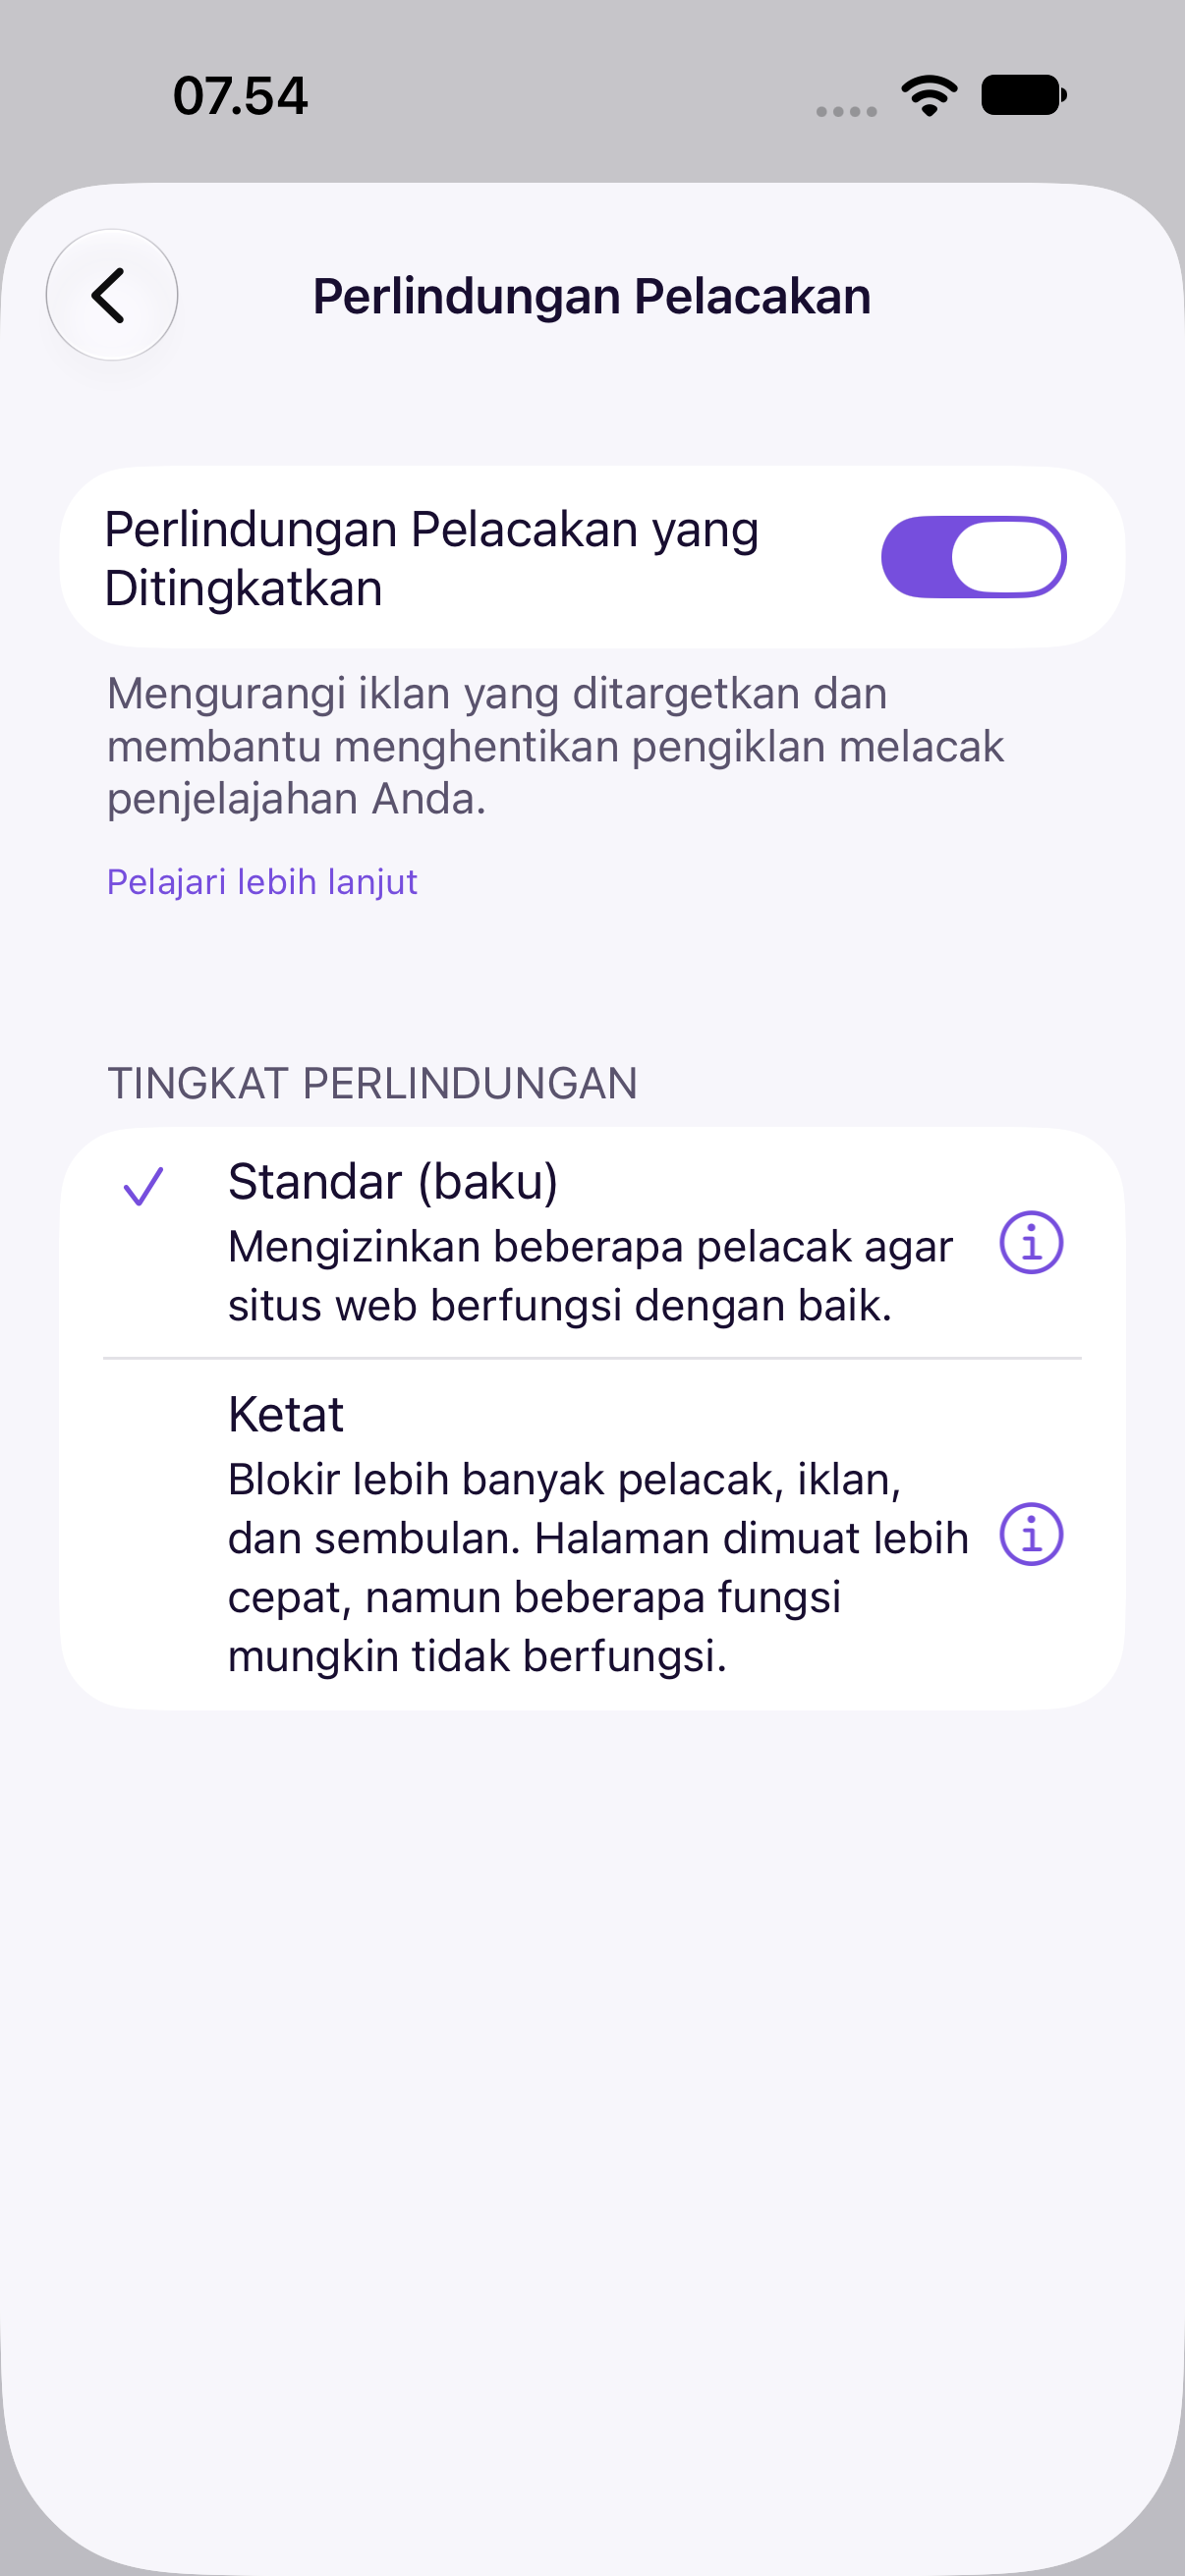 07.54
Perlindungan Pelacakan
Perlindungan Pelacakan yang
Ditingkatkan
Mengurangi iklan yang ditargetkan dan
membantu menghentikan pengiklan melacak
penjelajahan Anda.
Pelajari lebih lanjut
TINGKAT PERLINDUNGAN
Standar (baku)
Mengizinkan beberapa pelacak agar
situs web berfungsi dengan baik.
Ketat
Blokir lebih banyak pelacak, iklan,
dan sembulan. Halaman dimuat lebih
cepat, namun beberapa fungsi
mungkin tidak berfungsi.